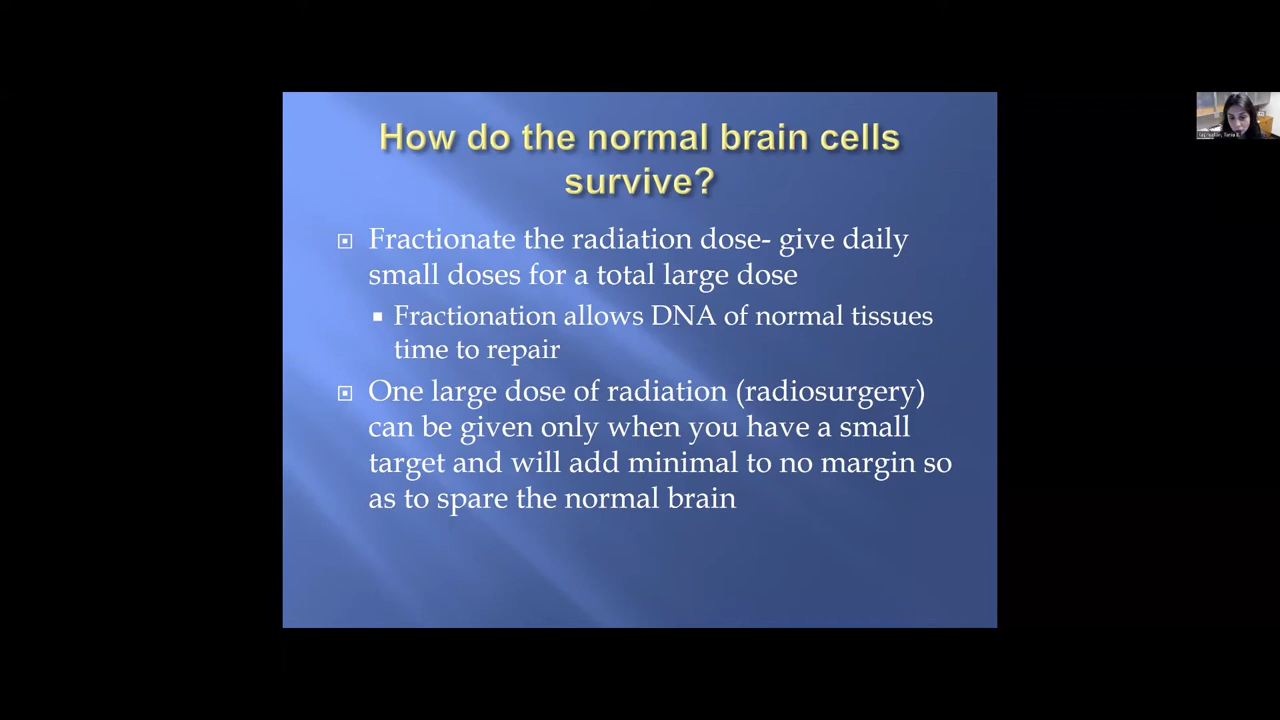 How do the normal brain cells
survive?
Fractionate the radiation dose- give daily
small doses for a total large dose
Fractionation allows DNA of normal tissues
time to repair
One large dose of radiation (radiosurgery)
can be given only when you have a small
target and will add minimal to no margin so
as to spare the normal brain